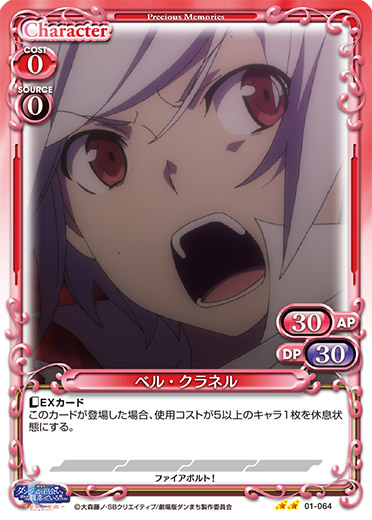 Precious Memories
Character
COST
0
SOURCE
0
30 AP
DP 30
ベル・クラネル
EXカード
このカードが登場した場合、使用コストが5以上のキャラ1枚を休息状
態にする。
ファイアボルト!
©大森藤ノ・SBクリエイティブ/劇場版ダンまち製作委員会
01-064